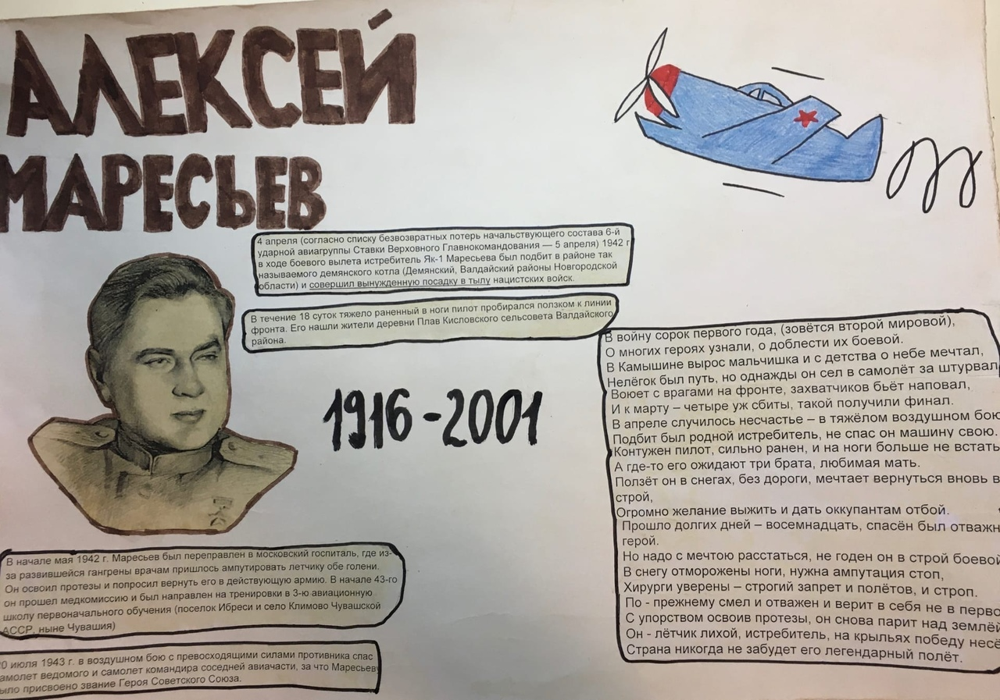 АЛЕКСЕЙ
МАРЕСЬЕВ
4 апреля (согласно списку безвозвратных потерь начальствующего состава 6-й
ударной авиагруппы Ставки Верховного Главнокомандования — 5 апреля) 1942 г
в ходе боевого вылета истребитель Як-1 Маресьева был подбит в районе так
называемого демянского котла (Демянский, Валдайский районы Новгородской
области) и совершил вынужденную посадку в тылу нацистских войск.
В течение 18 суток тяжело раненный в ноги пилот пробирался ползком к линии
фронта. Его нашли жители деревни Плав Кисловского сельсовета Валдайского
района.
1916-2001
В начале мая 1942 г. Маресьев был переправлен в московский госпиталь, где из-
за развившейся гангрены врачам пришлось ампутировать летчику обе голени.
Он освоил протезы и попросил вернуть его в действующую армию. В начале 43-го
он прошел медкомиссию и был направлен на тренировки в 3-ю авиационную
школу первоначального обучения (поселок Ибреси и село Климово Чувашской
АССР, ныне Чувашия)
0 июля 1943 г. в воздушном бою с превосходящими силами противника спас
амолет ведомого и самолет командира соседней авиачасти, за что Маресьев
ыло присвоено звание Героя Советского Союза.
В войну сорок первого года, (зовётся второй мировой),
О многих героях узнали, о доблести их боевой.
В Камышине вырос мальчишка и с детства о небе мечтал,
Нелёгок был путь, но однажды он сел в самолёт за штурвал
Воюет с врагами на фронте, захватчиков бьёт наповал,
И к марту – четыре уж сбиты, такой получили финал.
В апреле случилось несчастье – в тяжёлом воздушном бою
Подбит был родной истребитель, не спас он машину свою.
Контужен пилот, сильно ранен, и на ноги больше не встать
А где-то его ожидают три брата, любимая мать.
Ползёт он в снегах, без дороги, мечтает вернуться вновь в
строй,
Огромно желание выжить и дать оккупантам отбой.
Прошло долгих дней – восемнадцать, спасён был отважн
герой.
Но надо с мечтою расстаться, не годен он в строй боевой
В снегу отморожены ноги, нужна ампутация стоп,
Хирурги уверены – строгий запрет и полётов, и строп.
По - прежнему смел и отважен и верит в себя не в перво
С упорством освоив протезы, он снова парит над землёй
Он - лётчик лихой, истребитель, на крыльях победу несё
Страна никогда не забудет его легендарный полёт.